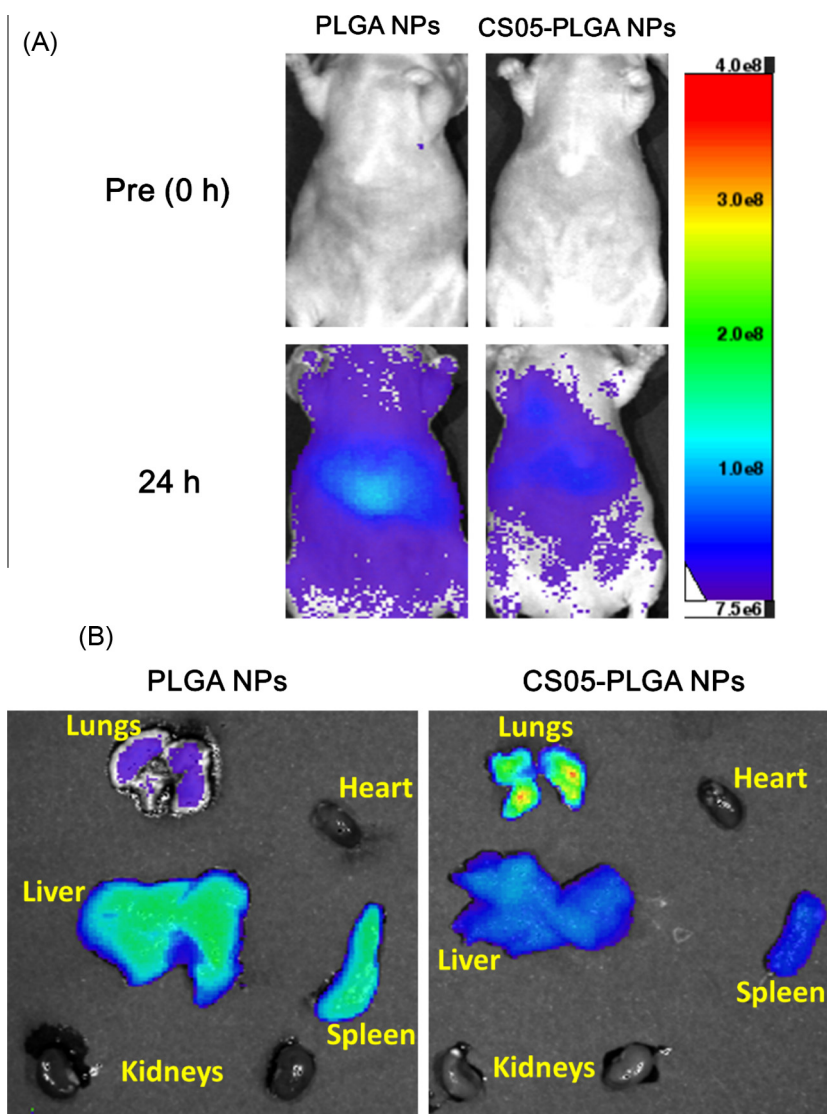 (A)
PLGA NPs
CS05-PLGA NPs
Pre (0 h)
24 h
4.0e8
3.0e8
2.0e8
1.0e8
7.5e6
(B)
PLGA NPs
CS05-PLGA NPs
Lungs
Heart
Liver
Spleen
Kidneys
Lungs
Heart
Liver
Spleen
Kidneys